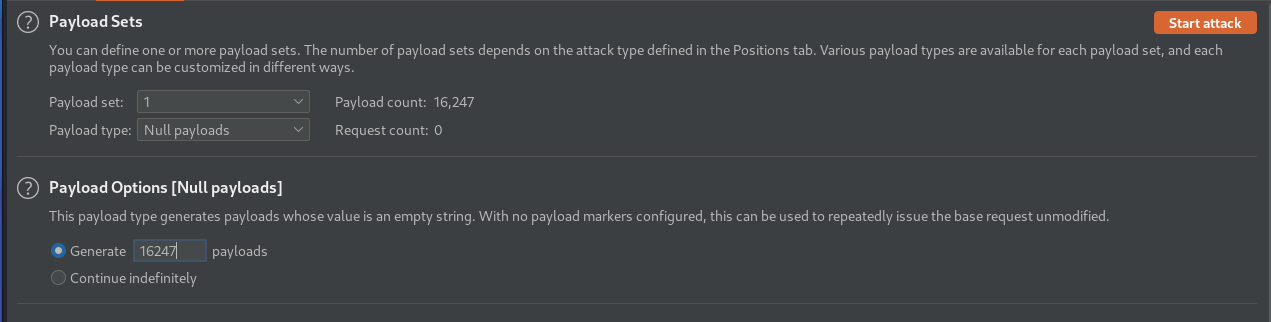 Payload Sets
Start attack
You can define one or more payload sets. The number of payload sets depends on the attack type defined in the Positions tab. Various payload types are available for each payload set, and each
payload type can be customized in different ways.
Payload set: 1 Payload count: 16,247
Payload type: Null payloads Request count: 0
Payload Options [Null payloads]
This payload type generates payloads whose value is an empty string. With no payload markers configured, this can be used to repeatedly issue the base request unmodified.
Generate 16247 payloads
Continue indefinitely